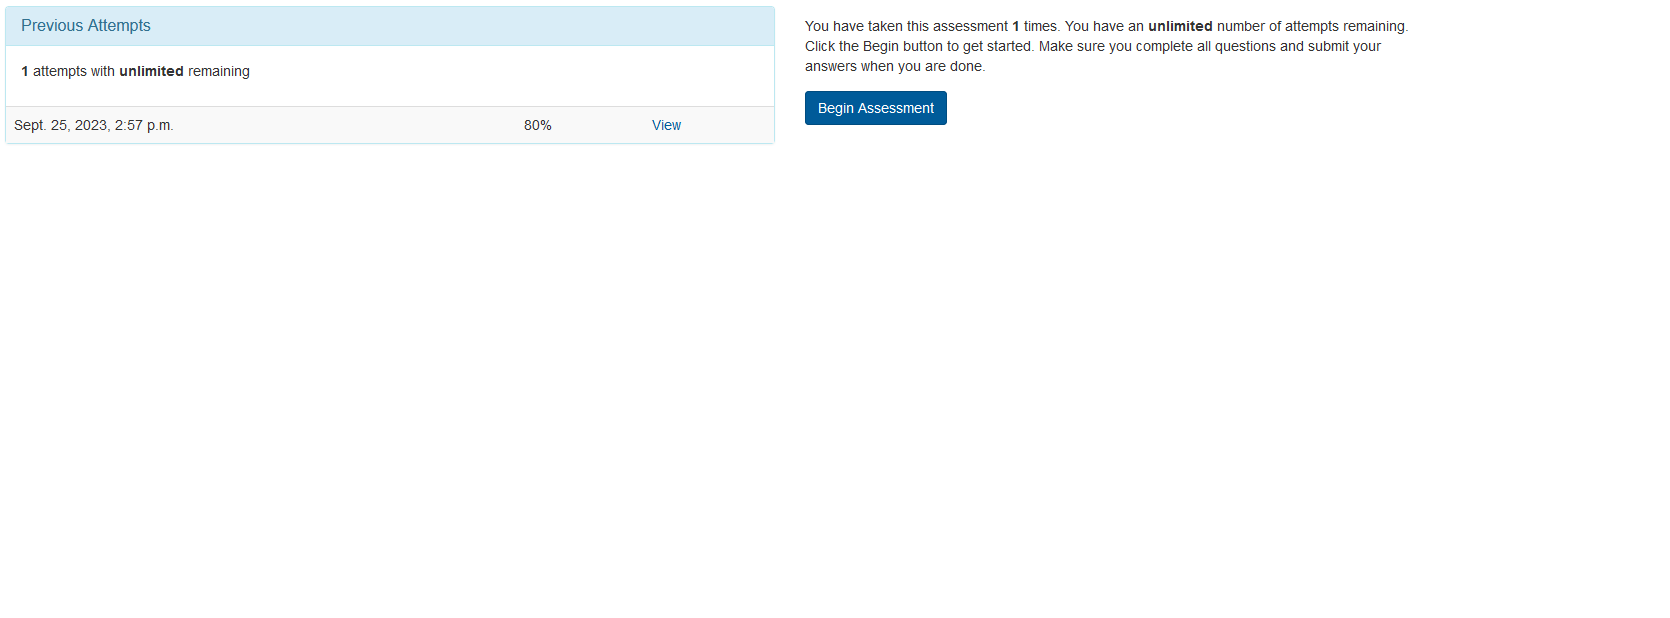 Previous Attempts
1 attempts with unlimited remaining
Sept. 25, 2023, 2:57 p.m. 80% View
You have taken this assessment 1 times. You have an unlimited number of attempts remaining.
Click the Begin button to get started. Make sure you complete all questions and submit your
answers when you are done.
Begin Assessment